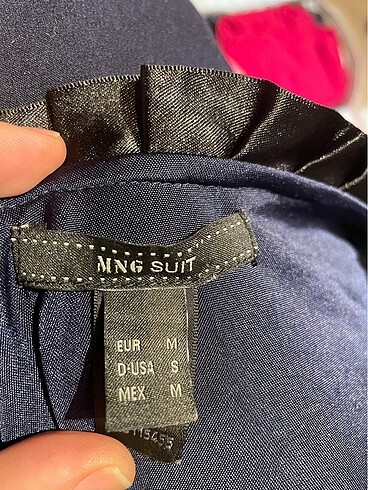 MNG SUIT
EUR M
D-USA S
MEX M